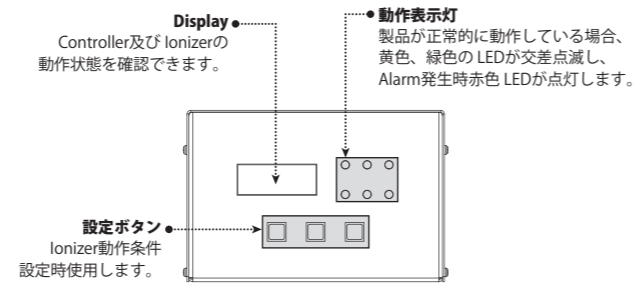 Display
Controller及び Ionizerの
動作状態を確認できます。
動作表示灯
製品が正常的に動作している場合、
黄色、緑色の LEDが交差点滅し、
Alarm発生時赤色 LEDが点灯します。
設定ボタン
Ionizer動作条件
設定時使用します。